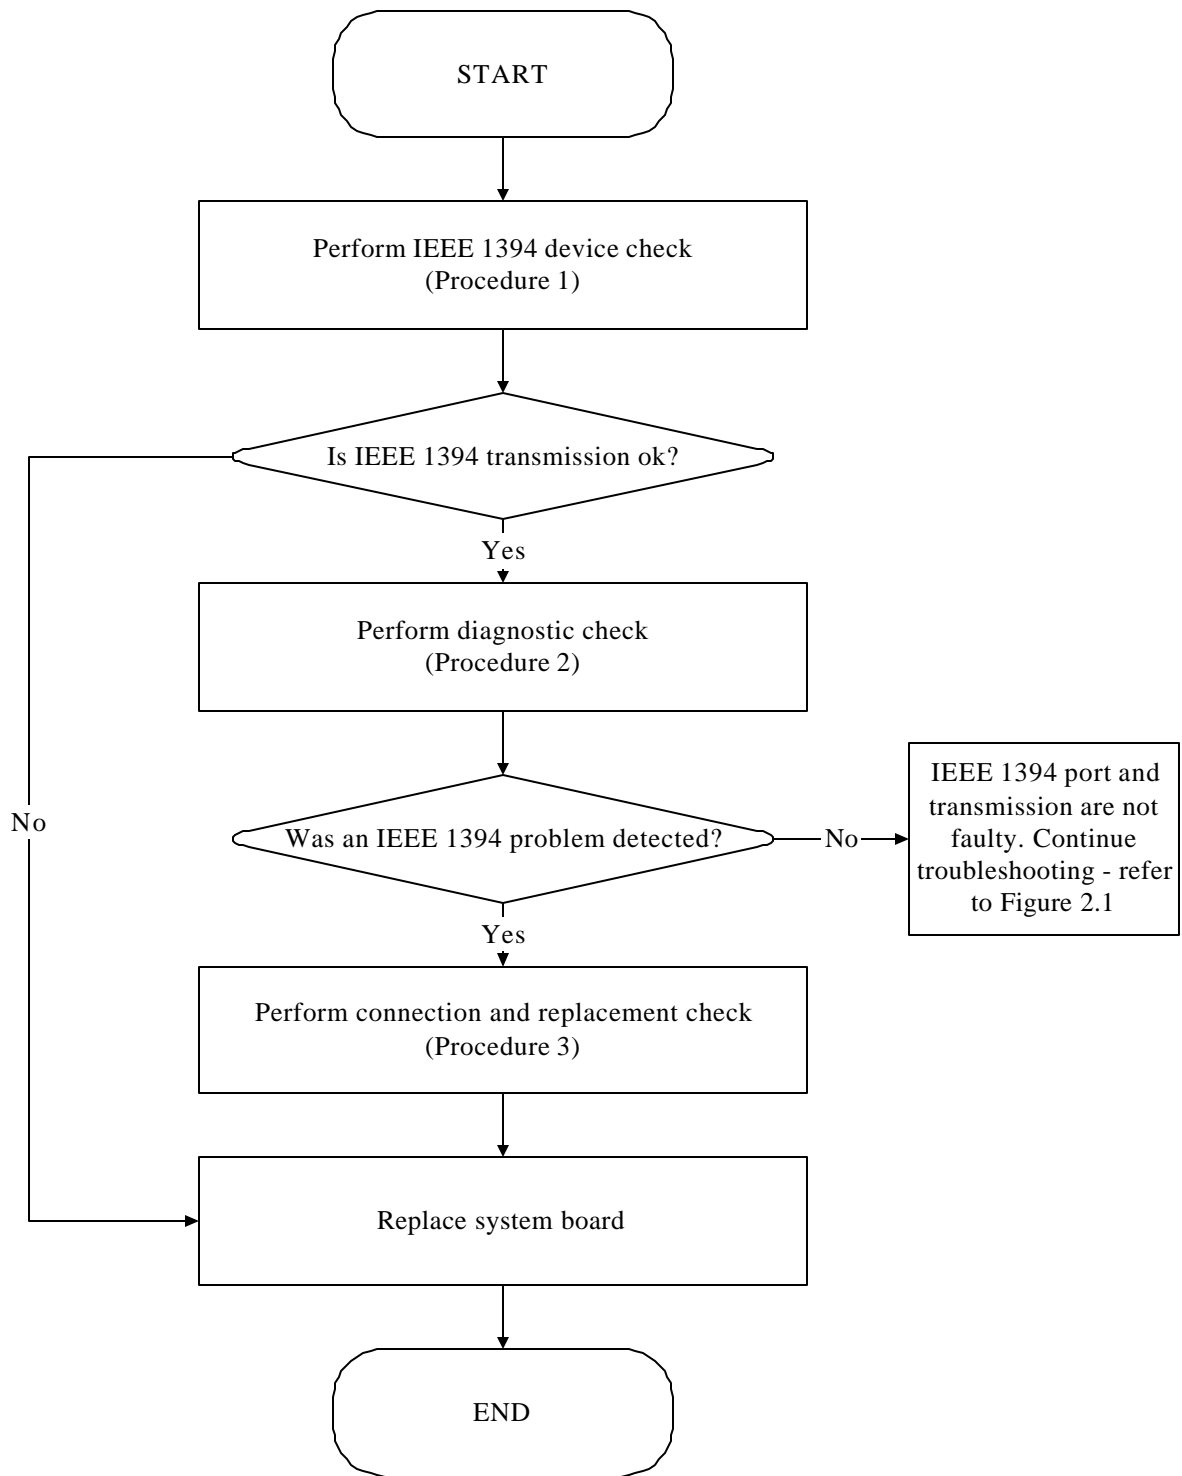 START
Perform IEEE 1394 device check
(Procedure 1)
Is IEEE 1394 transmission ok?
Yes
Perform diagnostic check
(Procedure 2)
No
Was an IEEE 1394 problem detected?
No
IEEE 1394 port and
transmission are not
faulty. Continue
troubleshooting - refer
to Figure 2.1
Yes
Perform connection and replacement check
(Procedure 3)
Replace system board
END